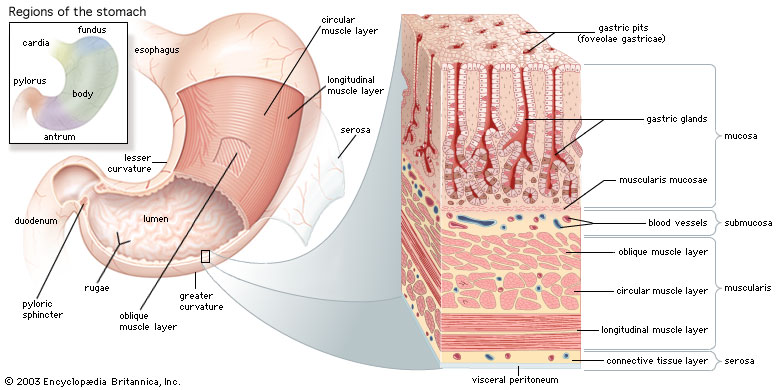 Regions of the stomach
fundus
cardia
pylorus
body
antrum
esophagus
circular
muscle layer
longitudinal
muscle layer
serosa
lesser
curvature
duodenum
lumen
pyloric
sphincter
rugae
oblique
muscle layer
greater
curvature
gastric pits
(foveolae gastricae)
gastric glands
mucosa
muscularis mucosae
blood vessels
submucosa
oblique muscle layer
circular muscle layer
muscularis
longitudinal muscle layer
connective tissue layer
serosa
visceral peritoneum
© 2003 Encyclopædia Britannica, Inc.